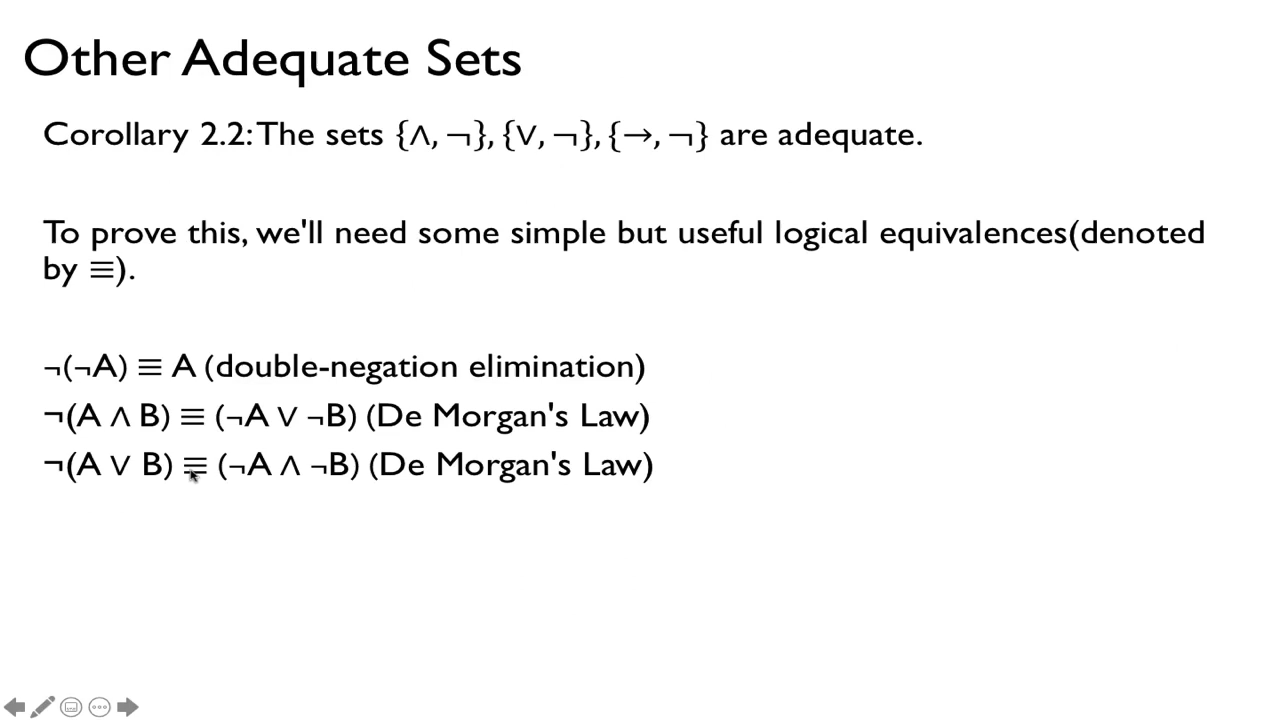 Other Adequate Sets
Corollary 2.2: The sets {∧, ¬}, {∨, ¬}, {→, ¬} are adequate.
To prove this, we'll need some simple but useful logical equivalences(denoted
by ≡).
¬(¬A) ≡ A (double-negation elimination)
¬(A ∧ B) ≡ (¬A ∨ ¬B) (De Morgan's Law)
¬(A ∨ B) ≡ (¬A ∧ ¬B) (De Morgan's Law)